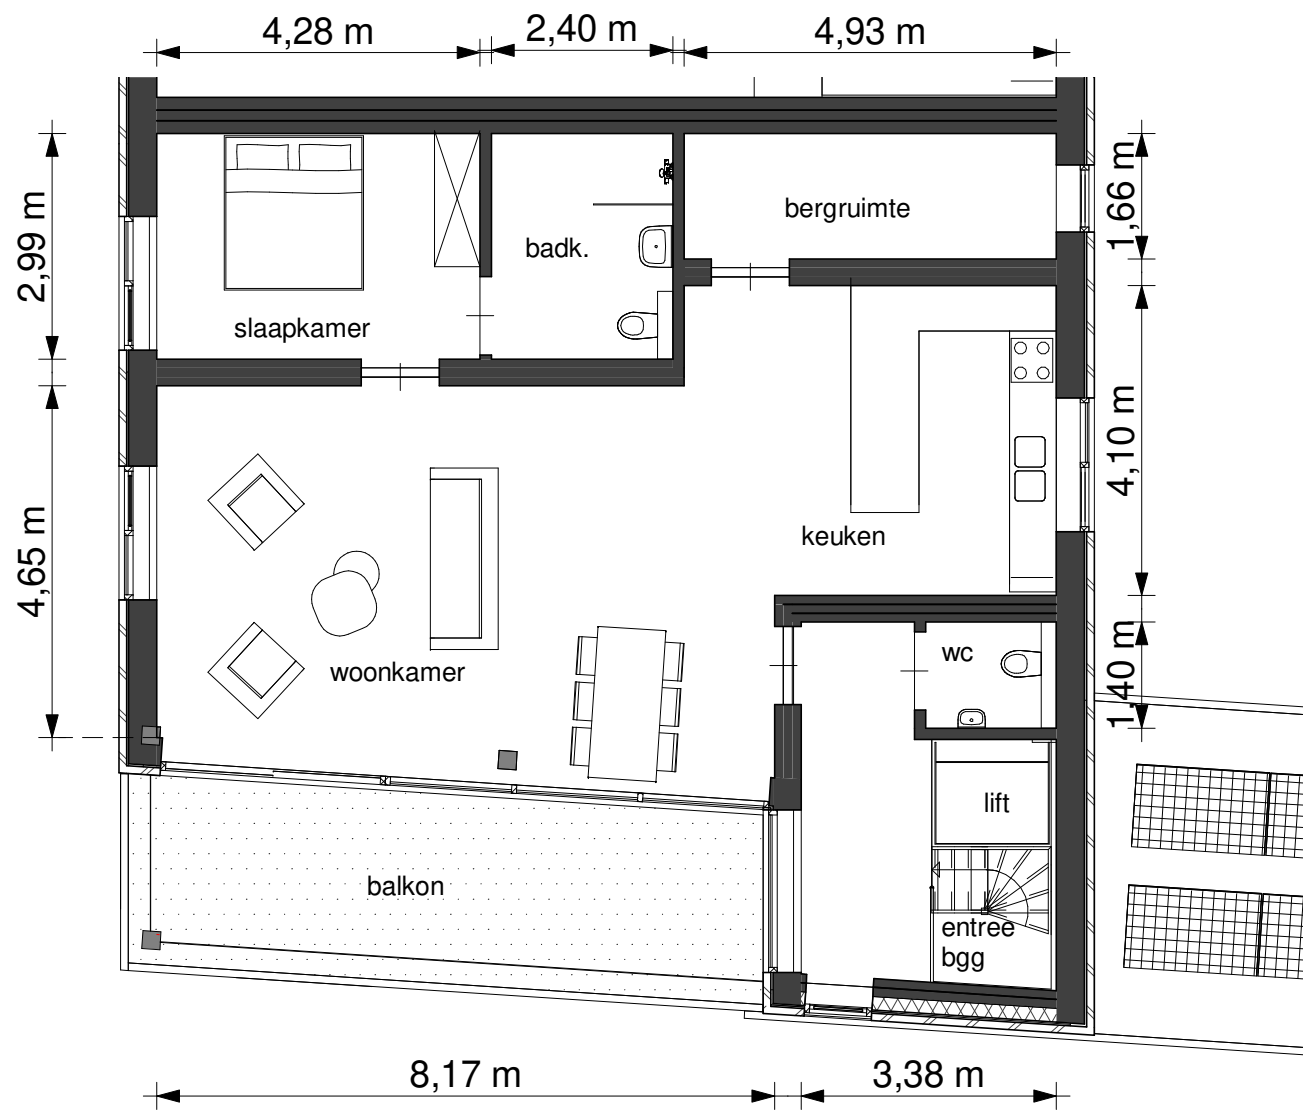 4,28 m
2,40 m
4,93 m
2,99 m
1,66 m
bergruimte
badk.
slaapkamer
4,10 m
keuken
4,65 m
woonkamer
wc
1,40 m
lift
balkon
entree
bgg
8,17 m
3,38 m